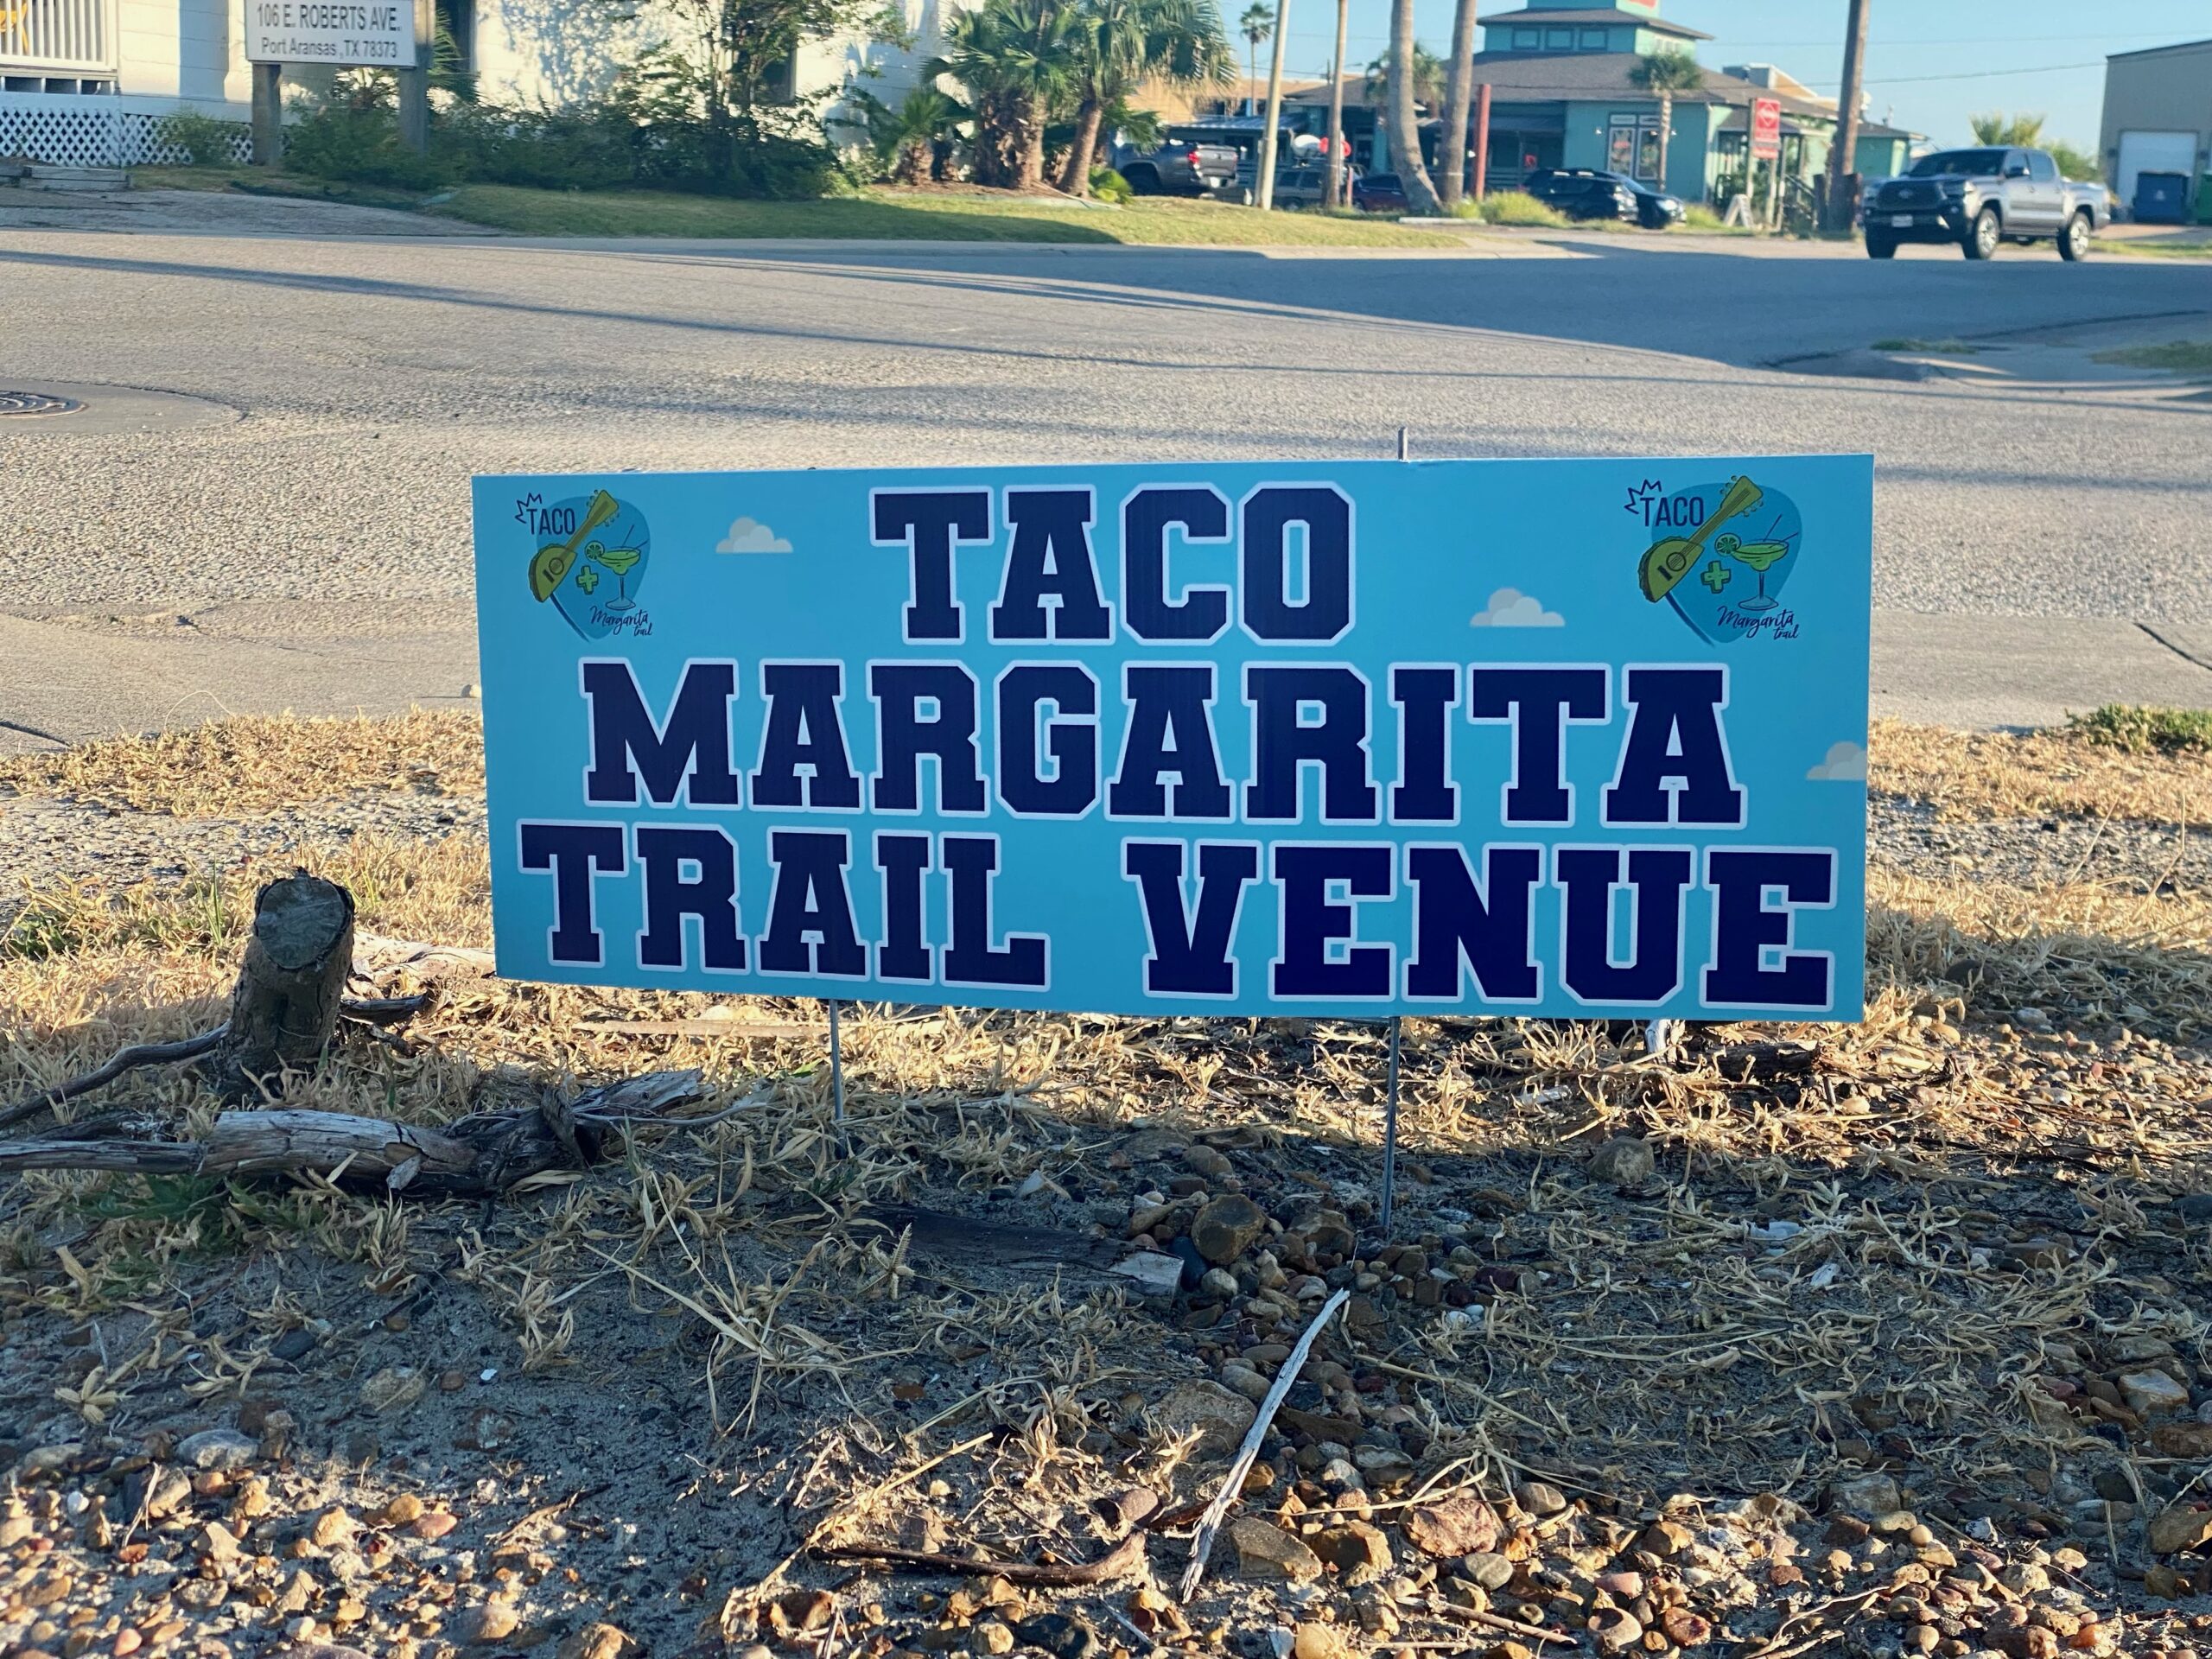 106 E. ROBERTS AVE.
Port Aransas ,TX 78373
TACO
Margarita
trail
TACO
MARGARITA
TRAIL VENUE
TACO
Margarita
trail